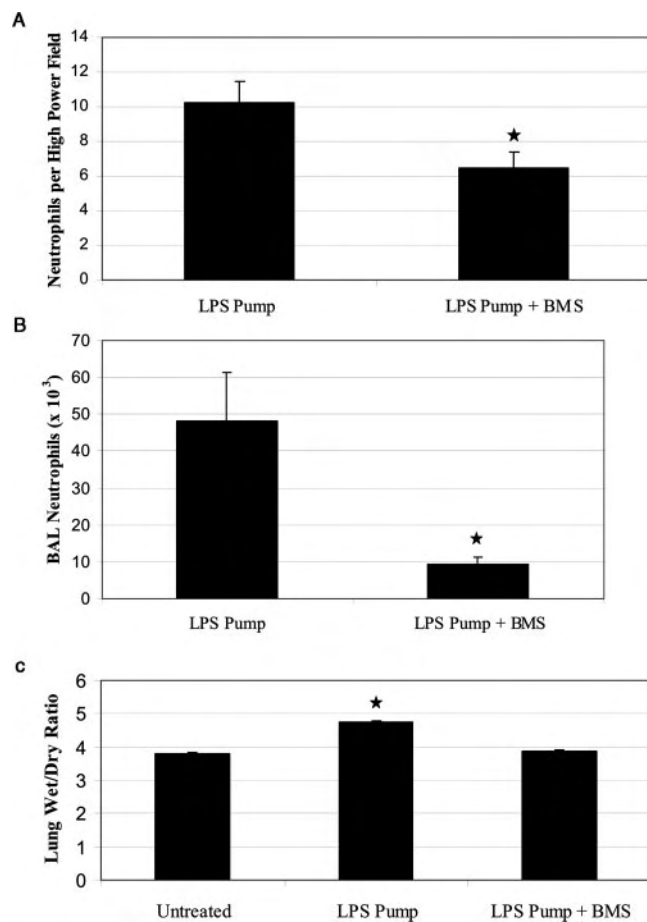 A
Neutrophils per High Power Field
14
12
10
8
6
4
2
0
★
LPS Pump
LPS Pump + BMS
B
BAL Neutrophils (x 10³)
70
60
50
40
30
20
10
0
★
LPS Pump
LPS Pump + BMS
c
Lung Wet/Dry Ratio
6
5
4
3
2
1
0
★
Untreated
LPS Pump
LPS Pump + BMS